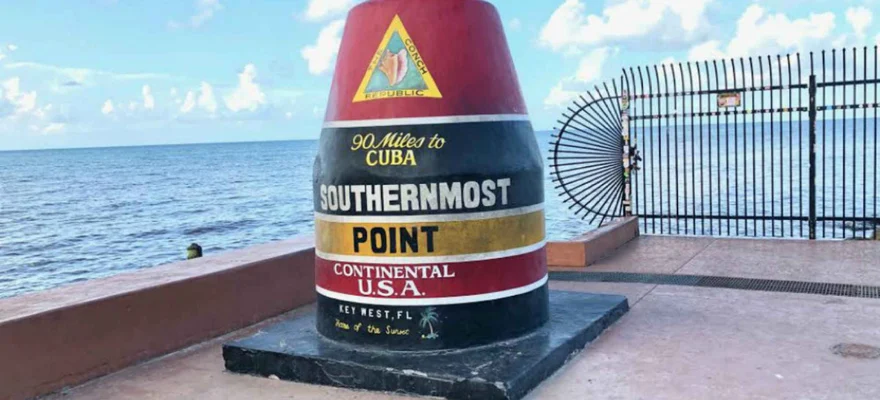 THE CONCH
REPUBLIC
90 Miles to
CUBA
SOUTHERNMOST
POINT
CONTINENTAL
U.S.A.
KEY WEST, FL
Home of the Sunset